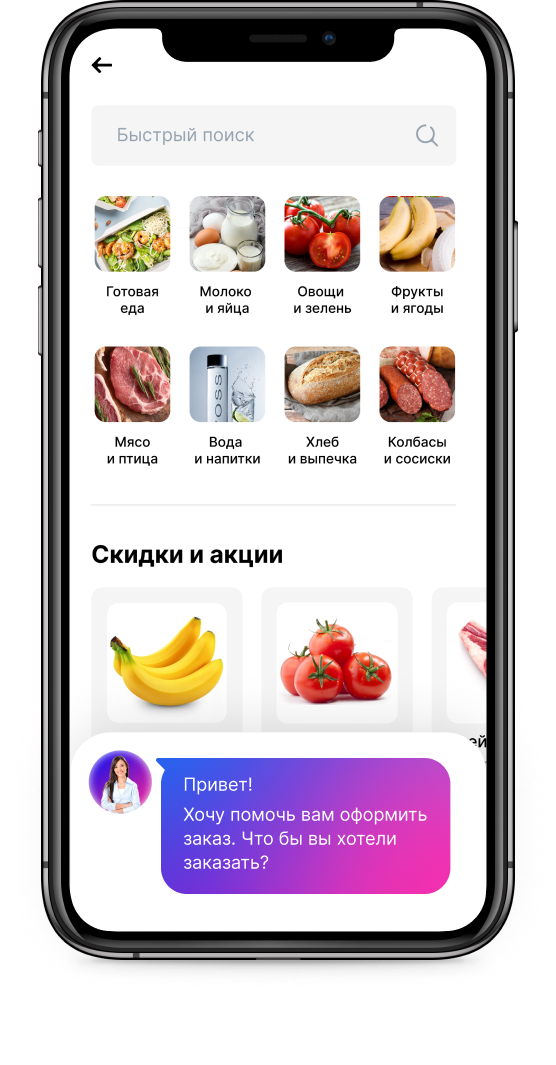 Быстрый поиск
Готовая
еда
Молоко
и яйца
Овощи
и зелень
Фрукты
и ягоды
Мясо
и птица
Вода
и напитки
Хлеб
и выпечка
Колбасы
и сосиски
Скидки и акции
Привет!
Хочу помочь вам оформить
заказ. Что бы вы хотели
заказать?